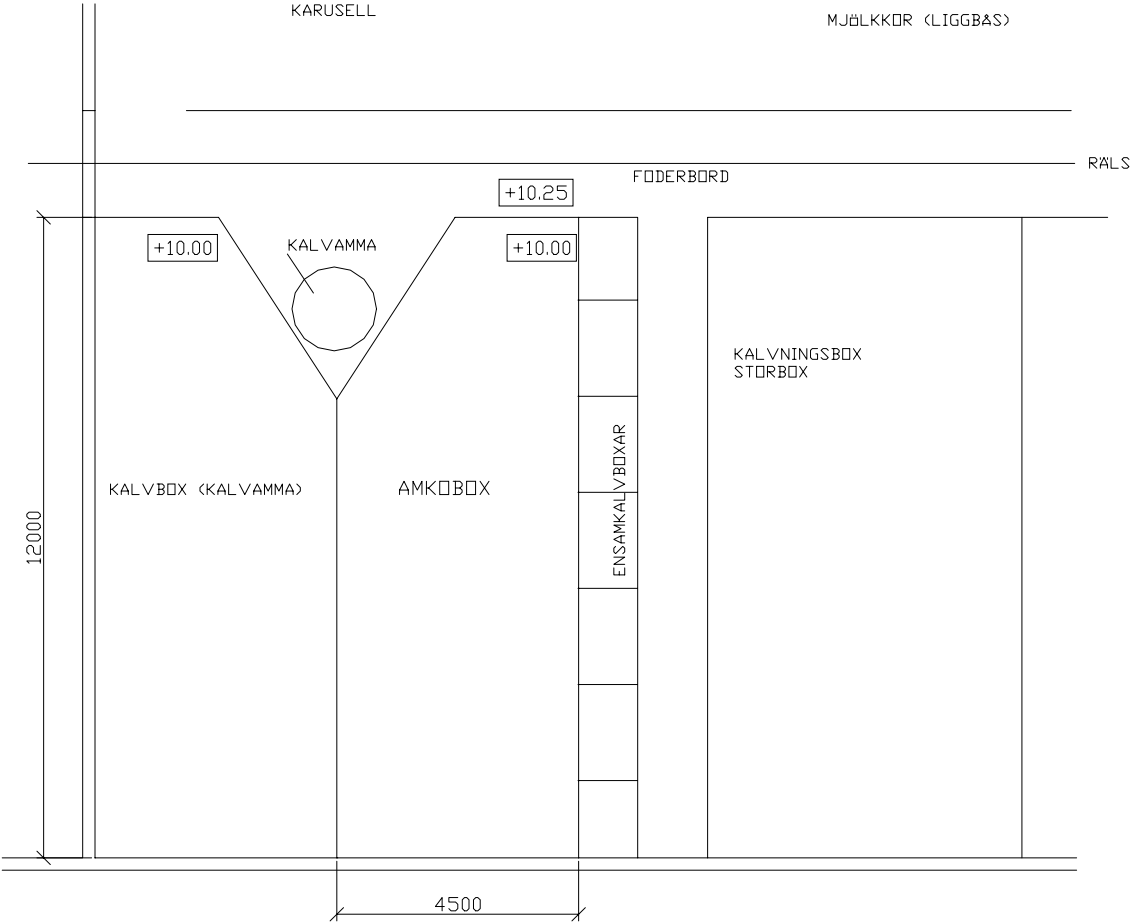 KARUSELL
MJÖLKKOR (LIGGBÅS)
RÄLS
FODERBORD
+10.25
+10.00
KALVAMMA
+10.00
KALVNINGSBOX
STORBOX
KALVBOX (KALVAMMA)
AMKOBOX
ENSAMKALVBOXAR
12000
4500